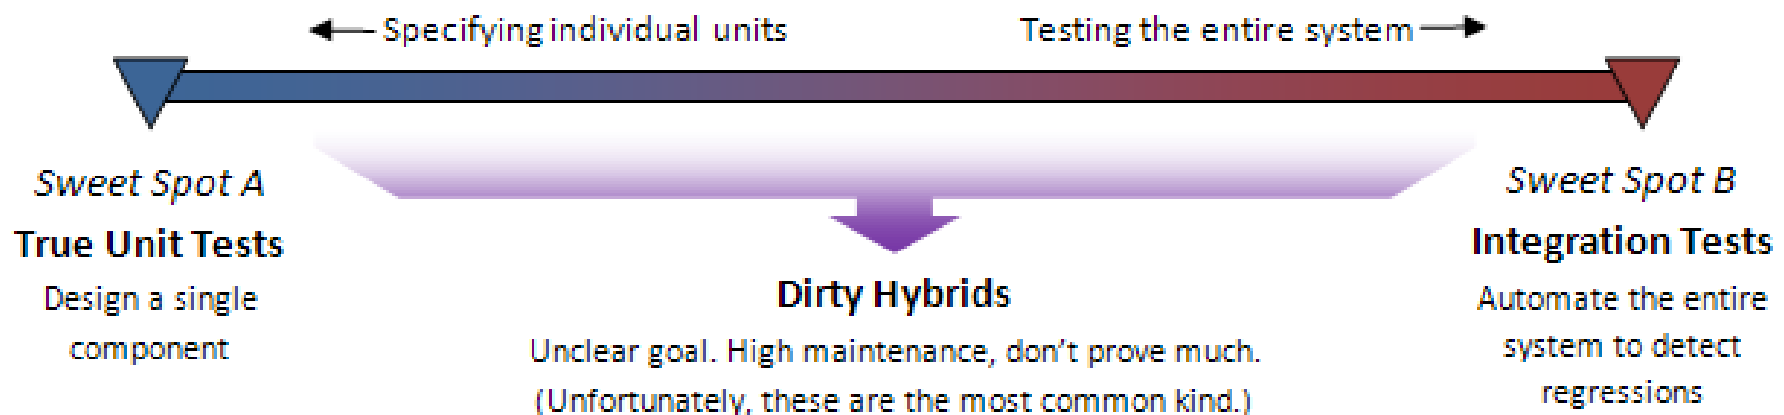 Specifying individual units
Testing the entire system
Sweet Spot A
True Unit Tests
Design a single
component
Dirty Hybrids
Unclear goal. High maintenance, don't prove much.
(Unfortunately, these are the most common kind.)
Sweet Spot B
Integration Tests
Automate the entire
system to detect
regressions